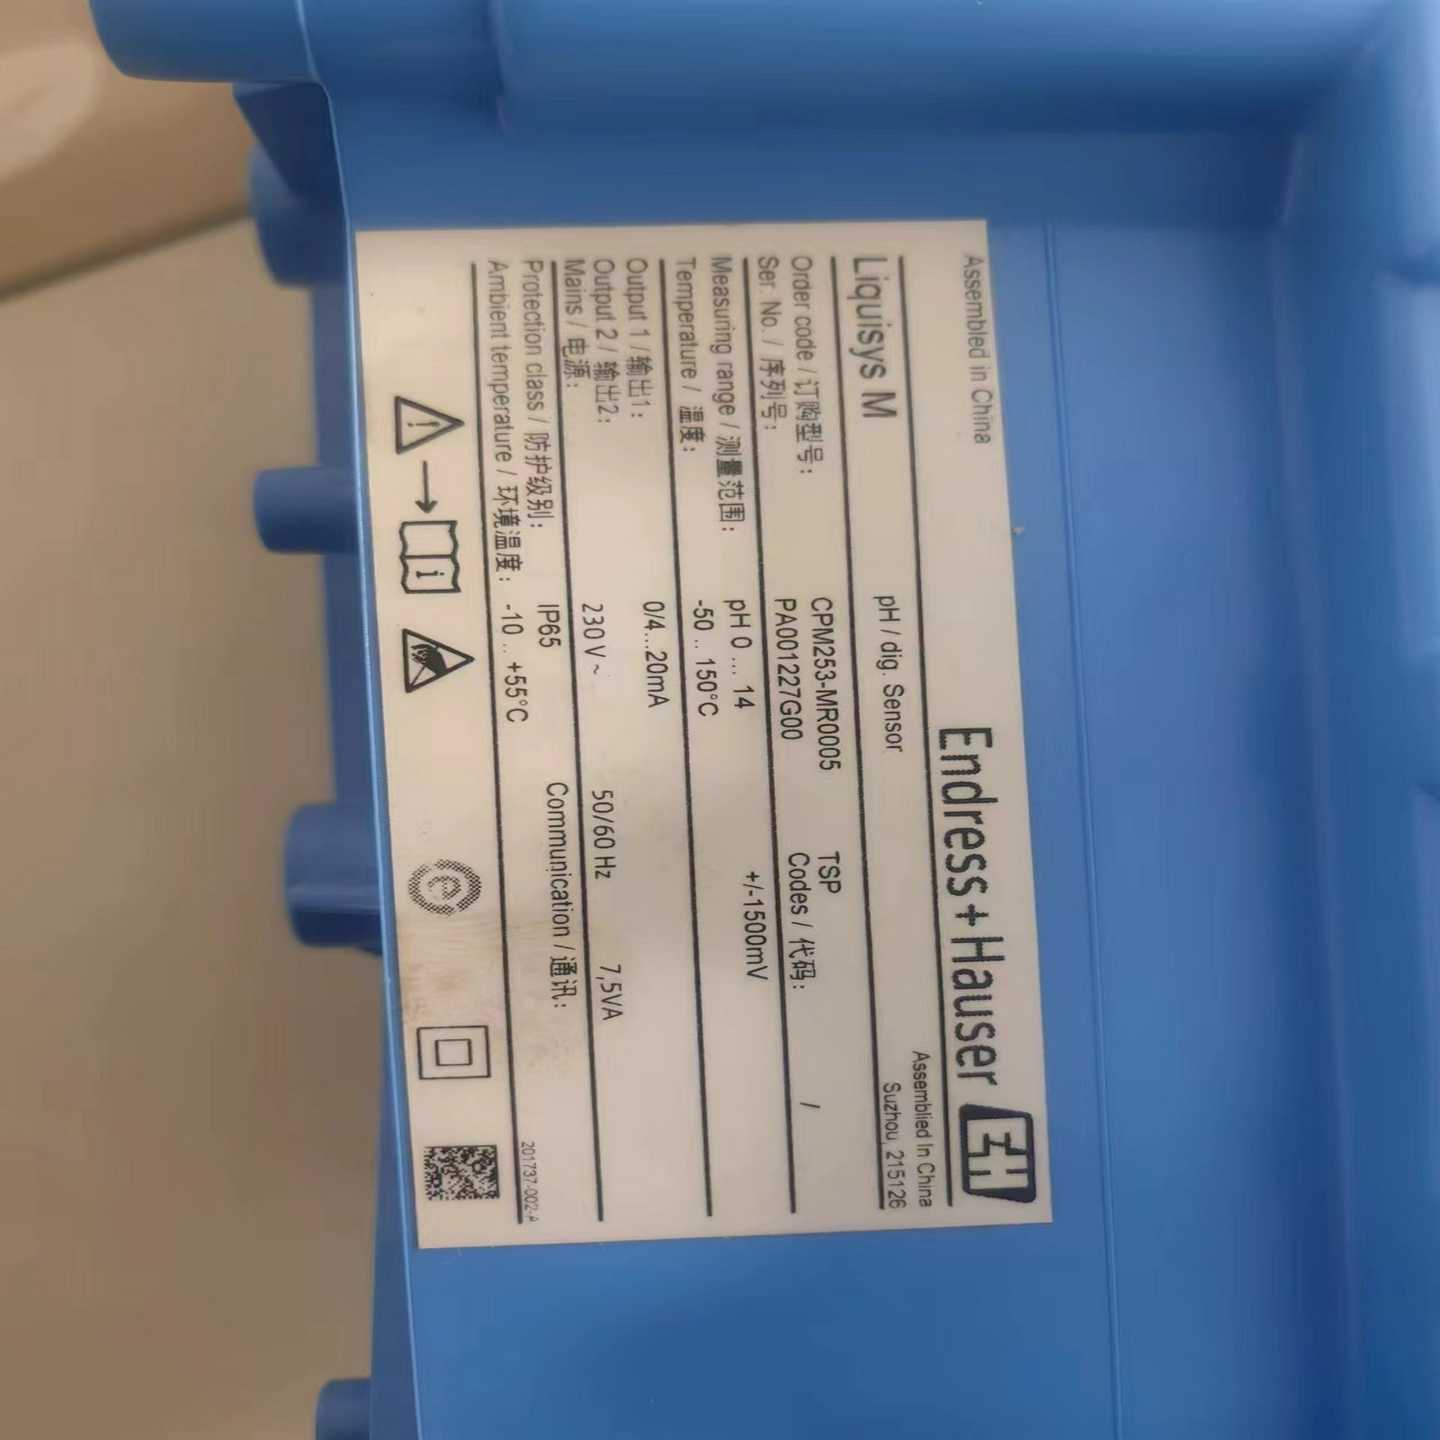 Assembled in China
Endress+Hauser EH
Assemblied In China
Liquisys M pH / dig. Sensor Suzhou, 215126
Order code / 订购型号: CPM253-MR0005 TSP
Ser. No. / 序列号: PA001227G00 Codes / 代码: /
Measuring range / 测量范围: pH 0 ... 14 +/-1500mV
Temperature / 温度: -50 .. 150°C
Output 1 / 输出1: 0/4...20mA
Output 2 / 输出2:
Mains / 电源: 230 V ~ 50/60 Hz 7,5VA
Protection class / 防护级别: IP65 Communication / 通讯:
Ambient temperature / 环境温度: -10 .. +55°C
201737-002-A